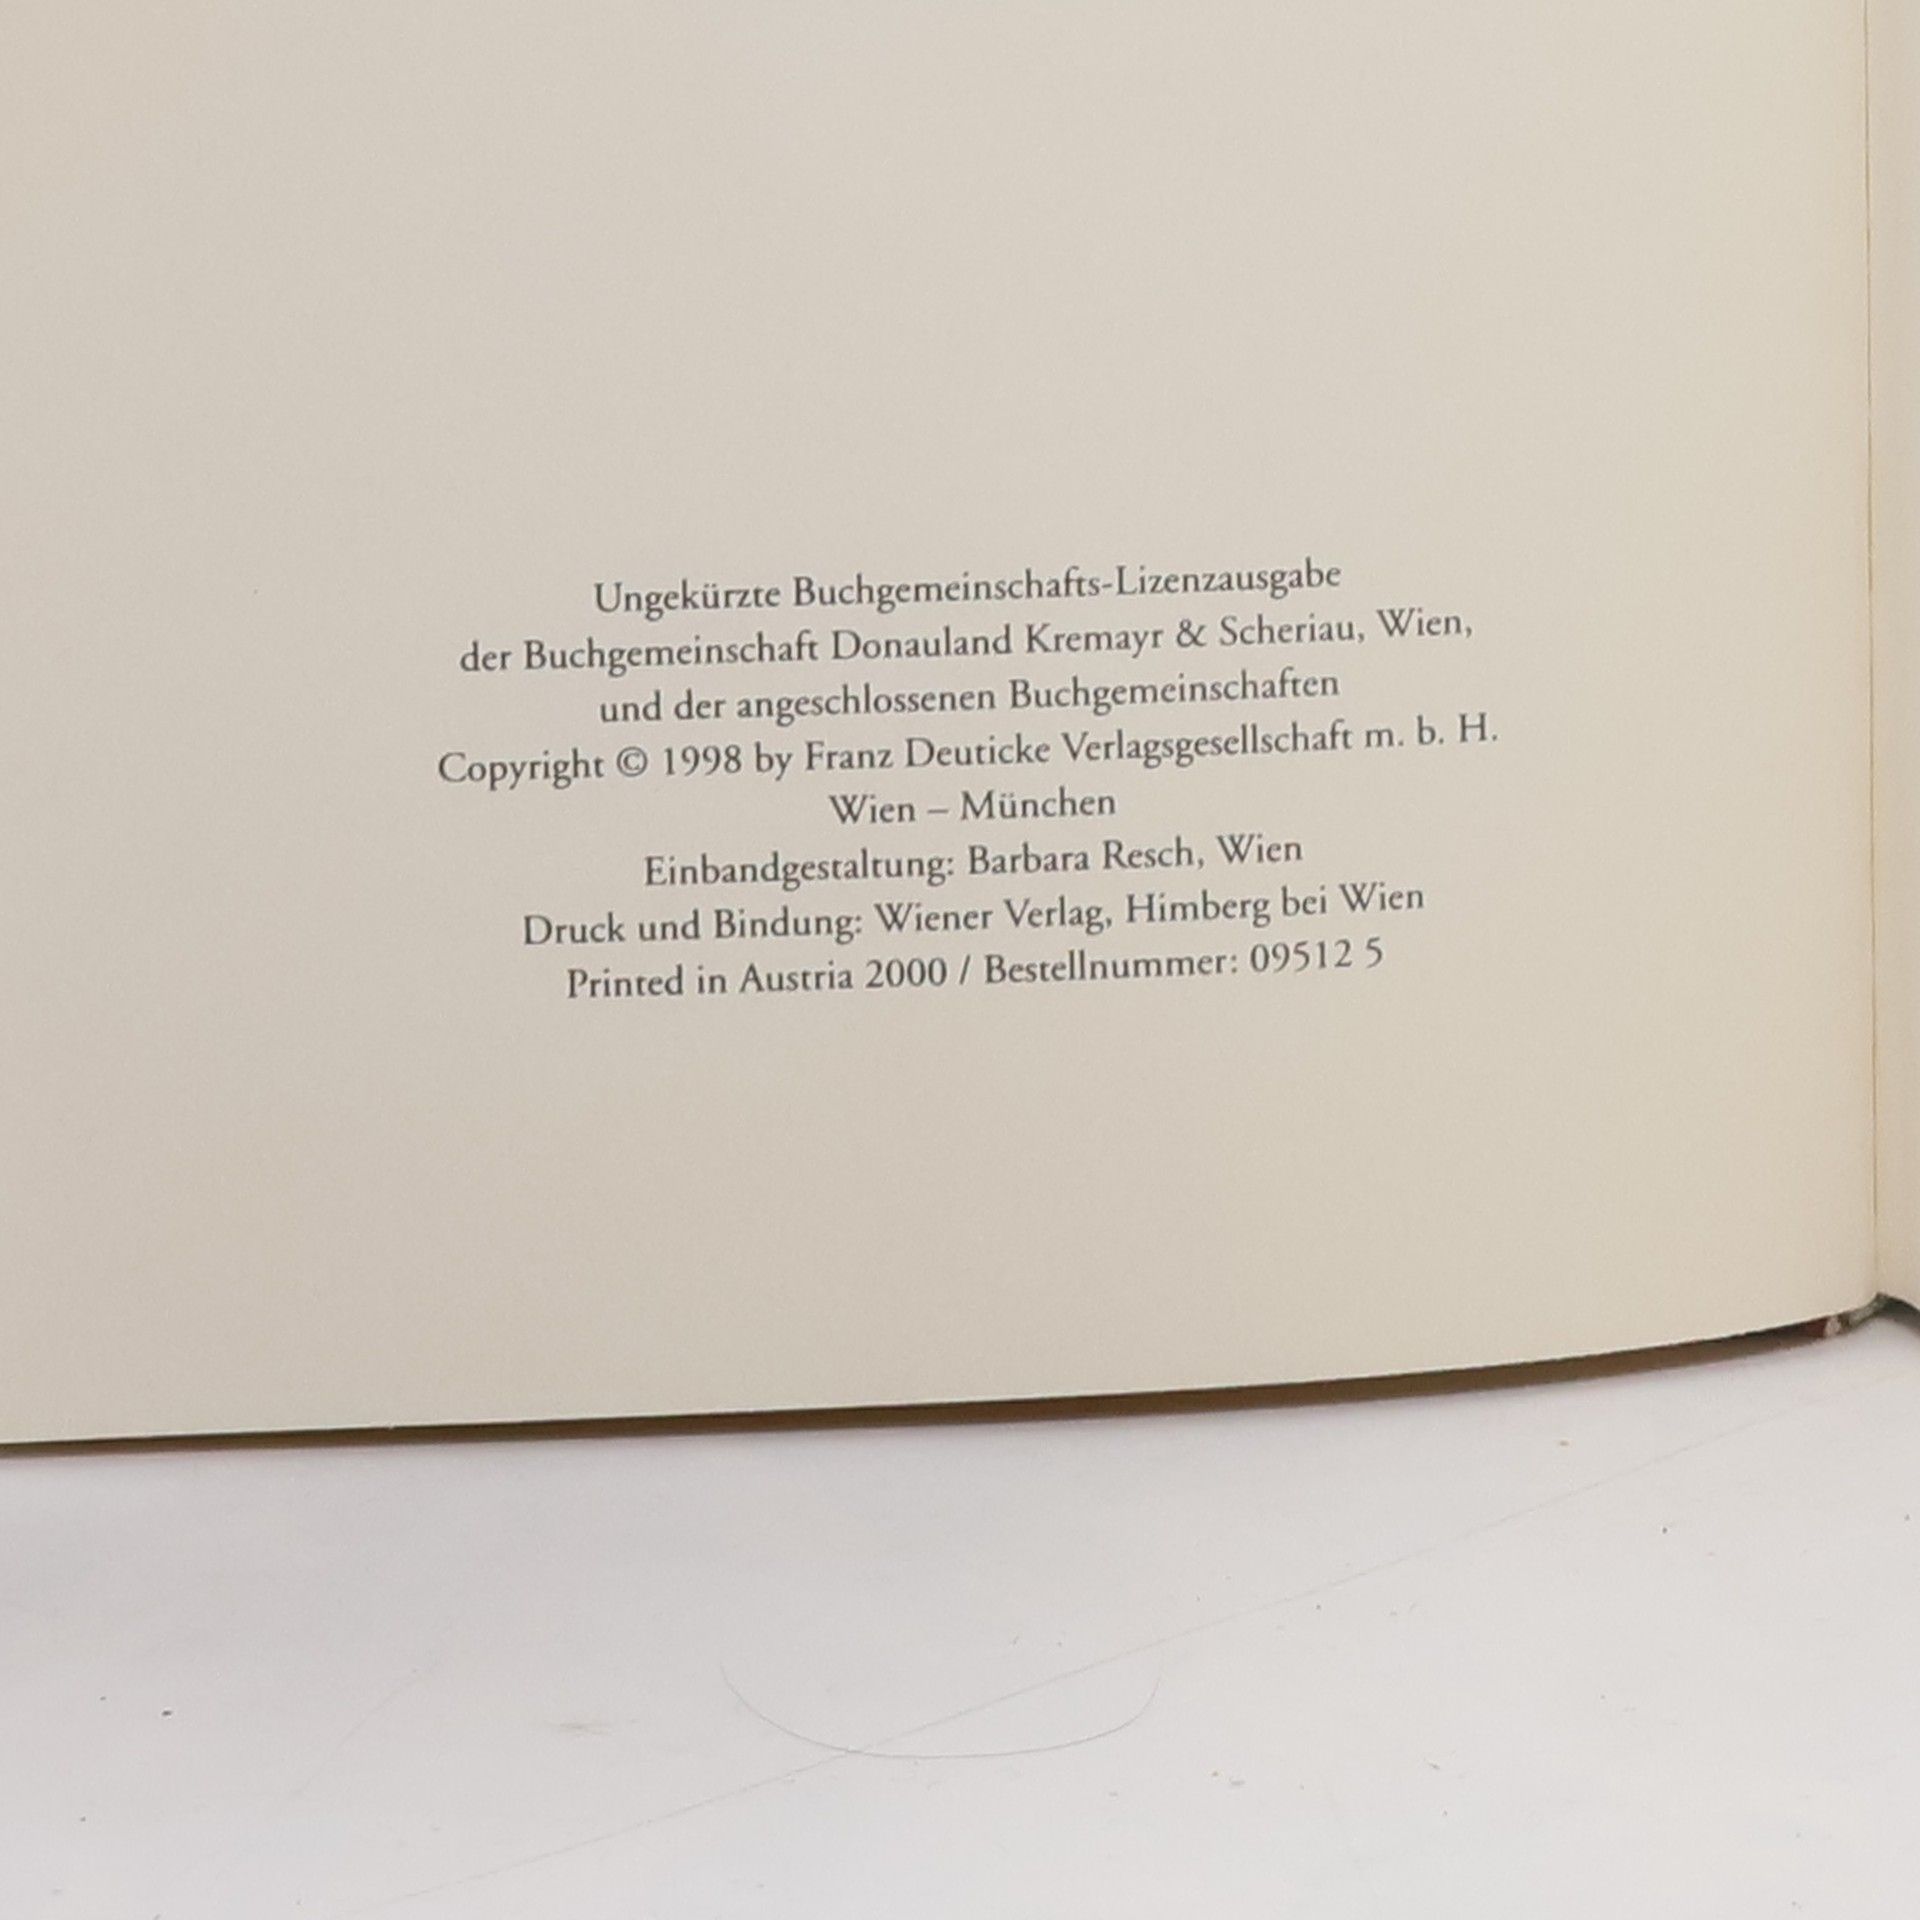 Ungekürzte Buchgemeinschafts-Lizenzausgabe
der Buchgemeinschaft Donauland Kremayr & Scheriau, Wien,
und der angeschlossenen Buchgemeinschaften
Copyright © 1998 by Franz Deuticke Verlagsgesellschaft m. b. H.
Wien – München
Einbandgestaltung: Barbara Resch, Wien
Druck und Bindung: Wiener Verlag, Himberg bei Wien
Printed in Austria 2000 / Bestellnummer: 09512 5